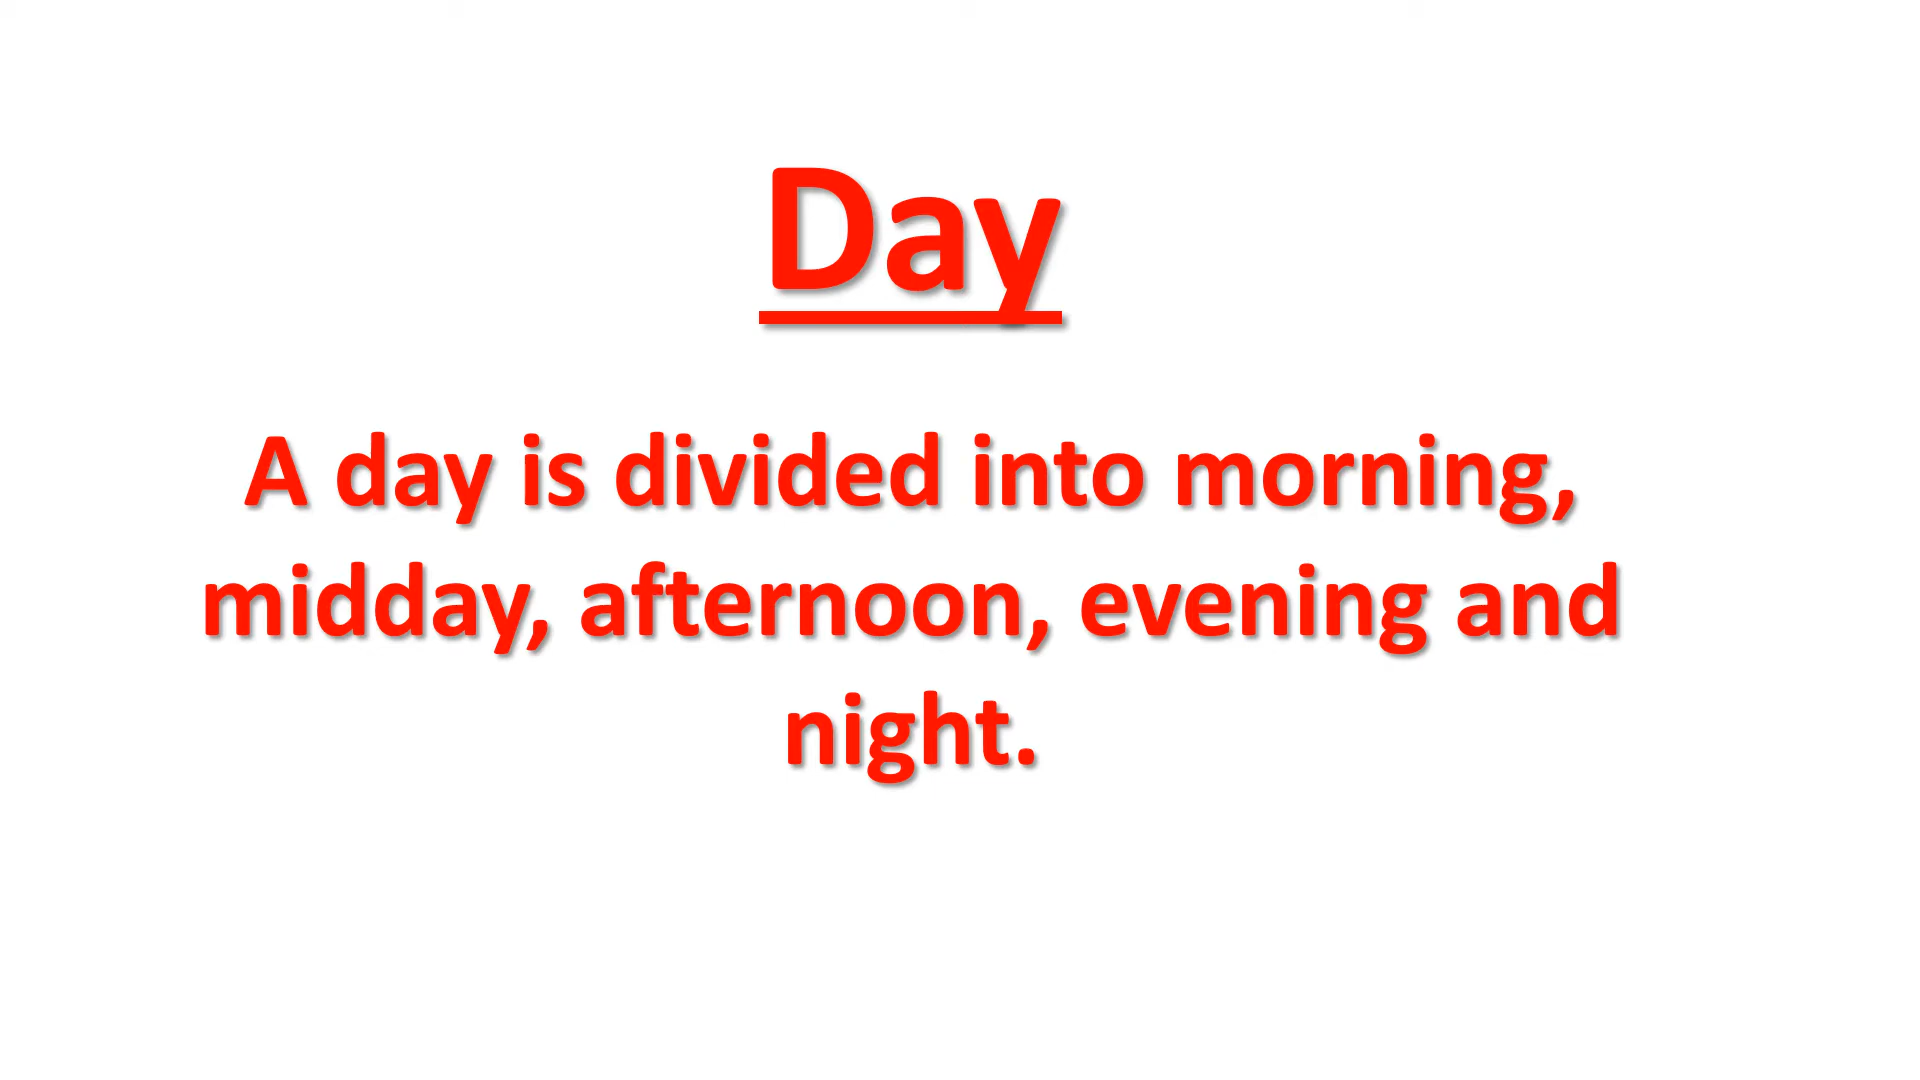 Day
A day is divided into morning,
midday, afternoon, evening and
night.